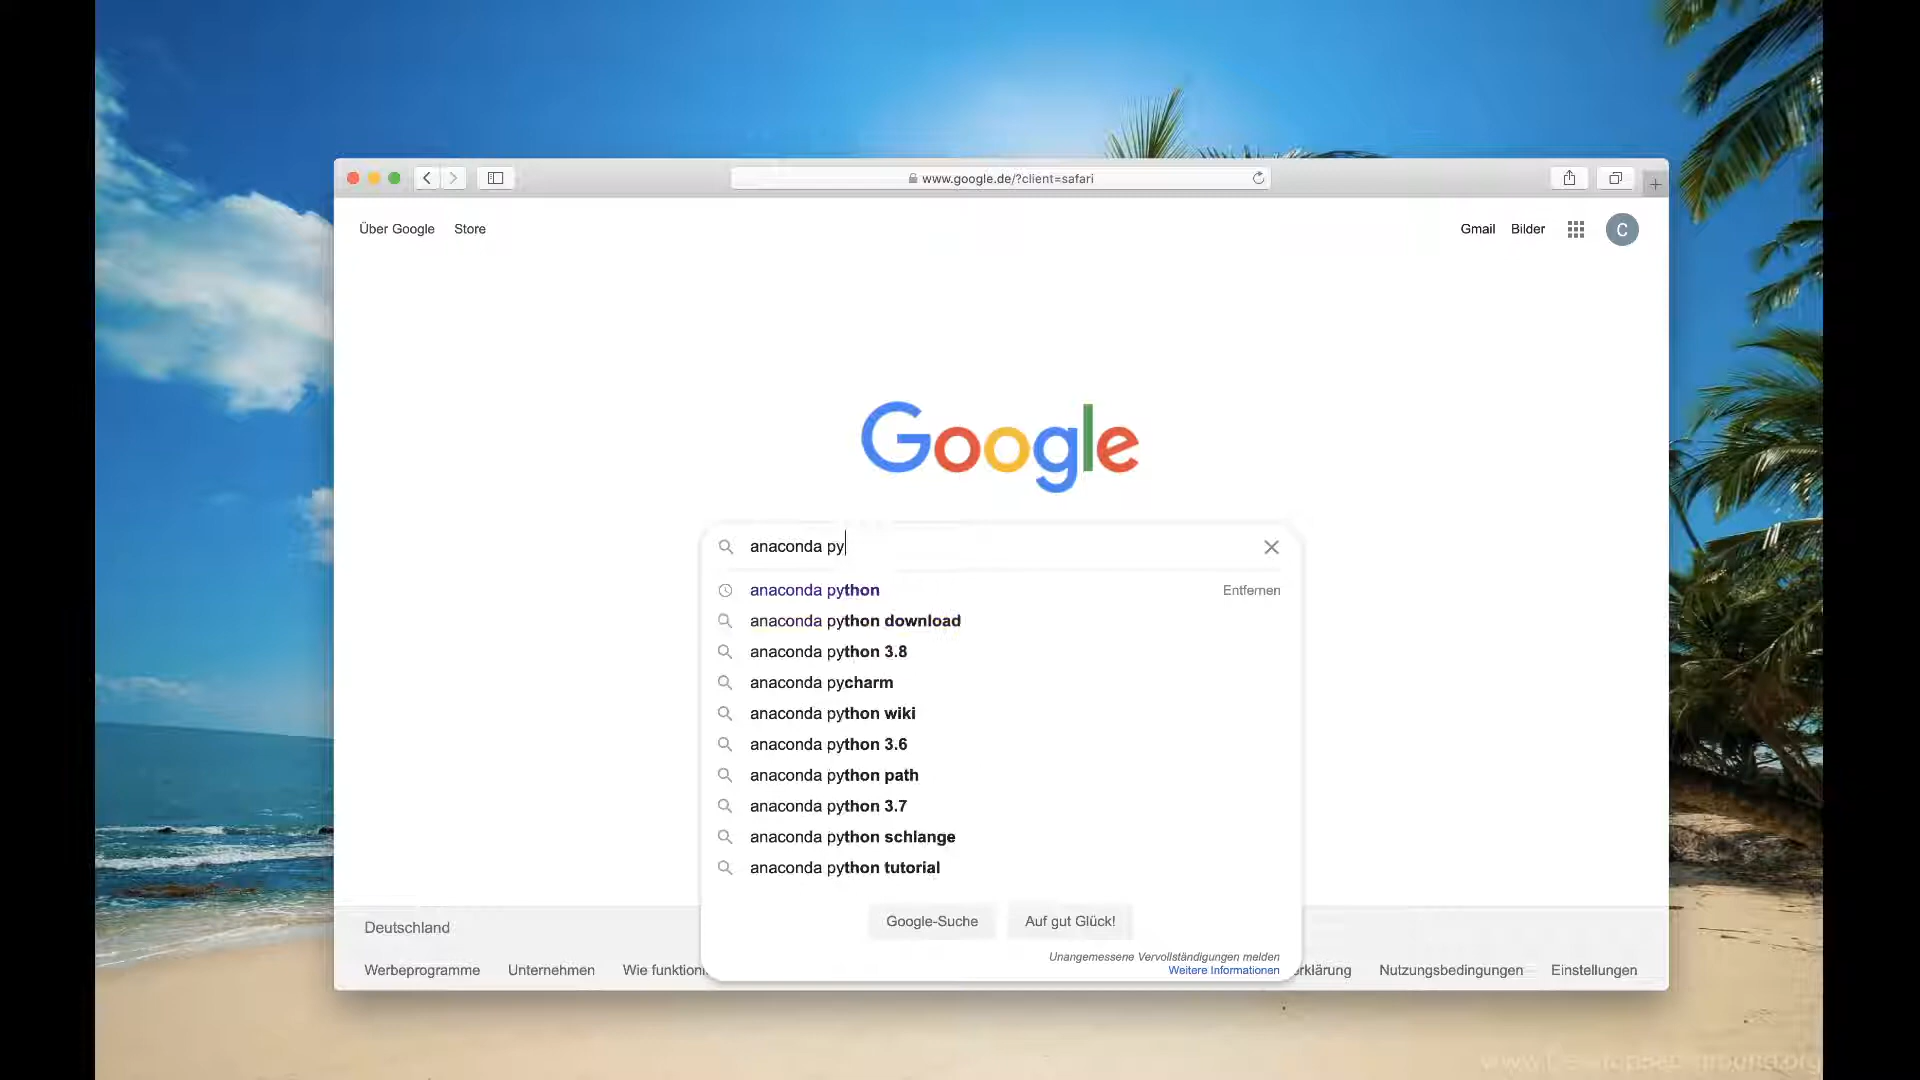 www.google.de/?client=safari
Über Google Store
Gmail Bilder
C
Google
anaconda py
anaconda python Entfernen
anaconda python download
anaconda python 3.8
anaconda pycharm
anaconda python wiki
anaconda python 3.6
anaconda python path
anaconda python 3.7
anaconda python schlange
anaconda python tutorial
Google-Suche Auf gut Glück!
Unangemessene Vervollständigungen melden
Weitere Informationen
Deutschland
Werbeprogramme Unternehmen Wie funktion erklärung Nutzungsbedingungen Einstellungen